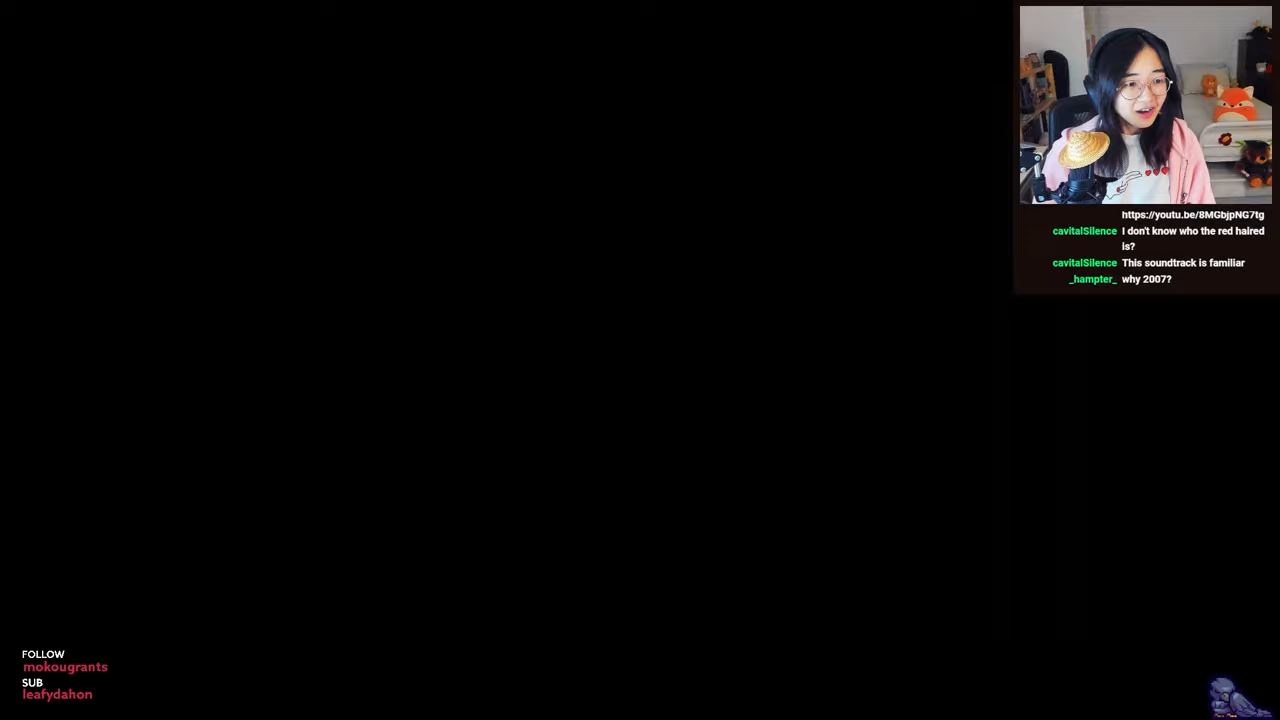 https://youtu.be/8MGbjpNG7tg
cavitalSilence I don't know who the red haired
is?
cavitalSilence This soundtrack is familiar
_hampter_ why 2007?
FOLLOW
mokougrants
SUB
leafydahon